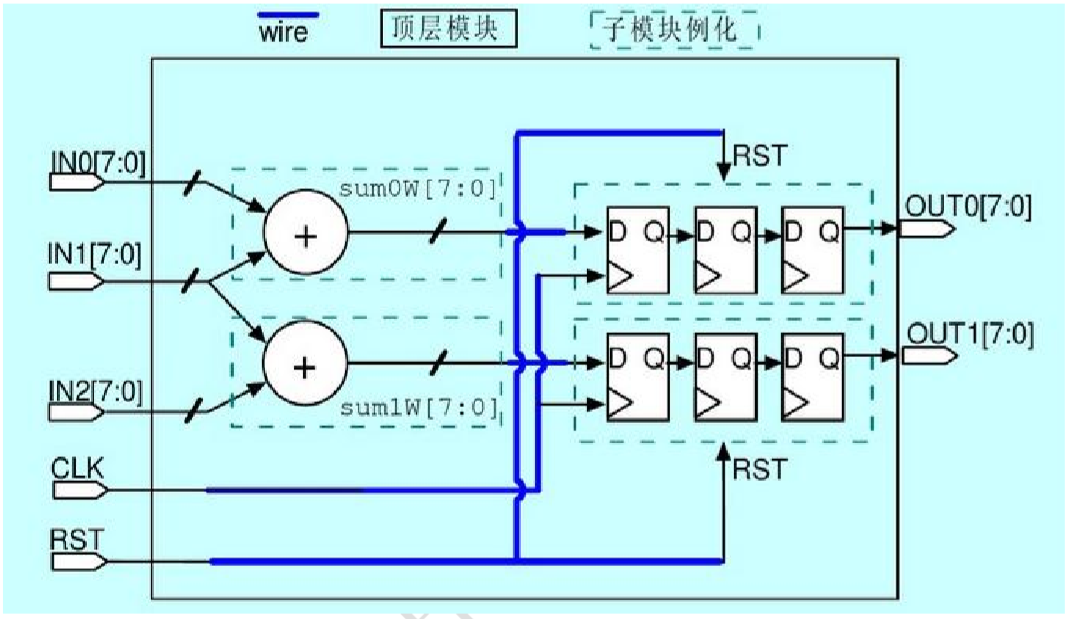 wire 顶层模块 子模块例化
RST
IN0[7:0]
sum0W[7:0]
OUT0[7:0]
D Q D Q D Q
IN1[7:0]
OUT1[7:0]
D Q D Q D Q
IN2[7:0]
sum1W[7:0]
CLK
RST
RST
+
+